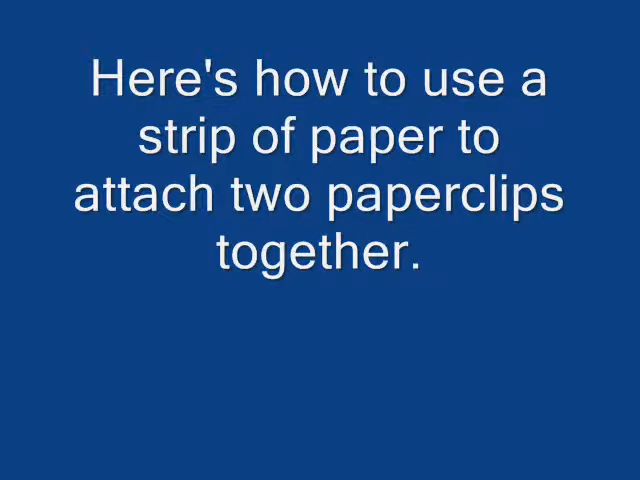 Here's how to use a
strip of paper to
attach two paperclips
together.